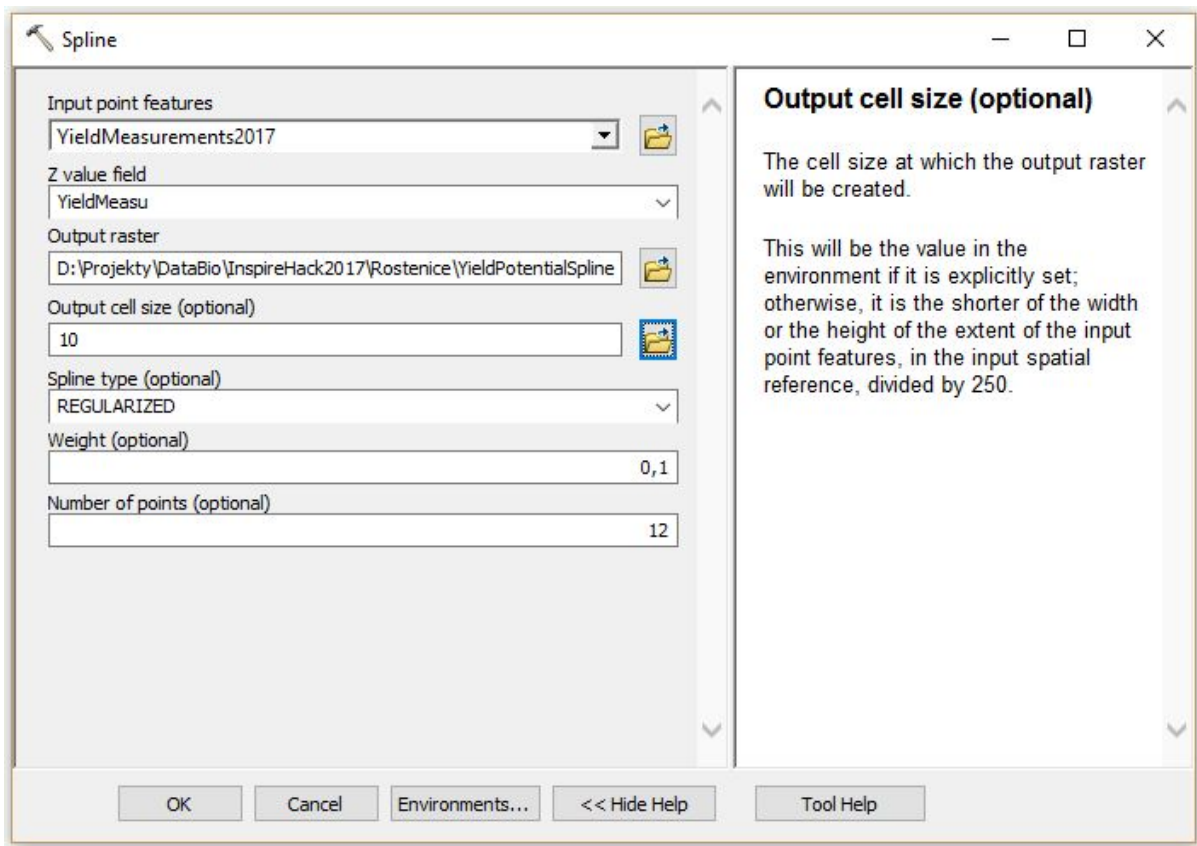 Spline
Input point features
YieldMeasurements2017
Z value field
YieldMeasu
Output raster
D:\Projekty\DataBio\InspireHack2017\Rostenice\YieldPotentialSpline
Output cell size (optional)
10
Spline type (optional)
REGULARIZED
Weight (optional)
0,1
Number of points (optional)
12
Output cell size (optional)
The cell size at which the output raster
will be created.
This will be the value in the
environment if it is explicitly set;
otherwise, it is the shorter of the width
or the height of the extent of the input
point features, in the input spatial
reference, divided by 250.
OK
Cancel
Environments...
<< Hide Help
Tool Help